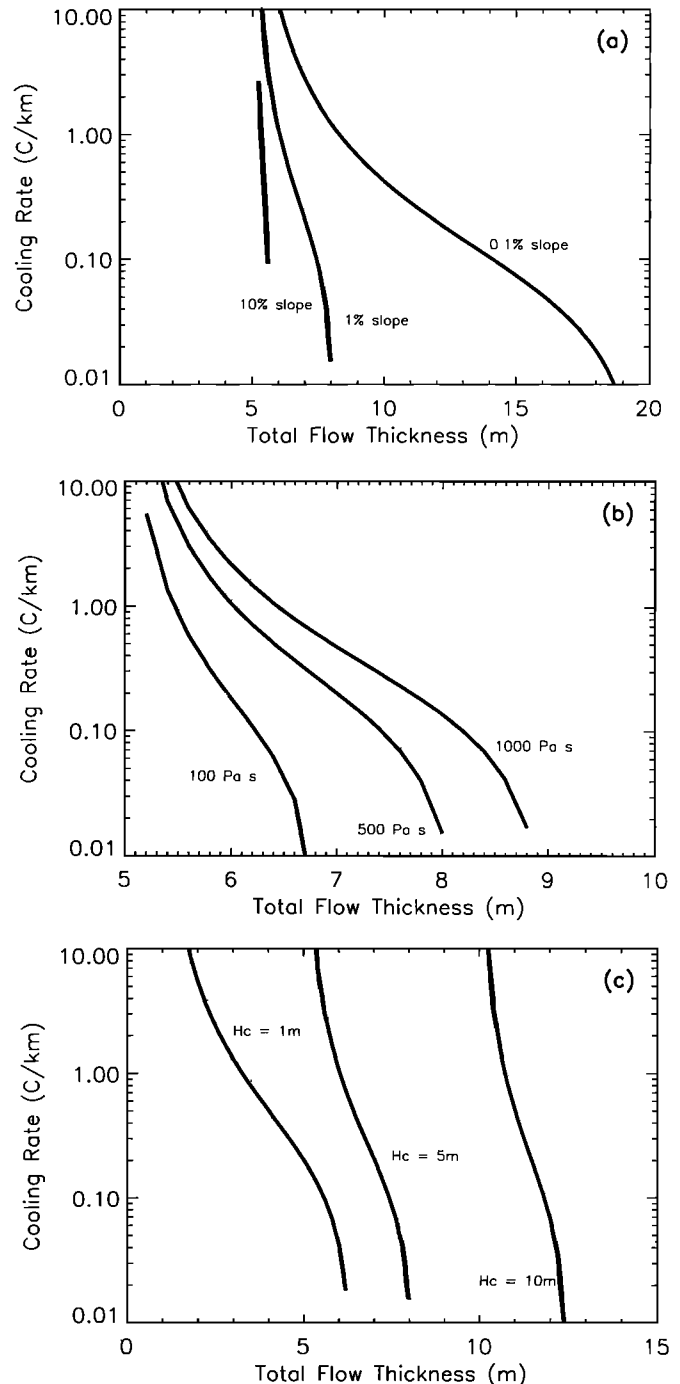 (a)
10.00
1.00
0.10
0.01
Cooling Rate (C/km)
0 1% slope
10% slope
1% slope
0 5 10 15 20
Total Flow Thickness (m)
(b)
10.00
1.00
0.10
0.01
Cooling Rate (C/km)
1000 Pa s
100 Pa s
500 Pa s
5 6 7 8 9 10
Total Flow Thickness (m)
(c)
10.00
1.00
0.10
0.01
Cooling Rate (C/km)
Hc = 1m
Hc = 5m
Hc = 10m
0 5 10 15
Total Flow Thickness (m)